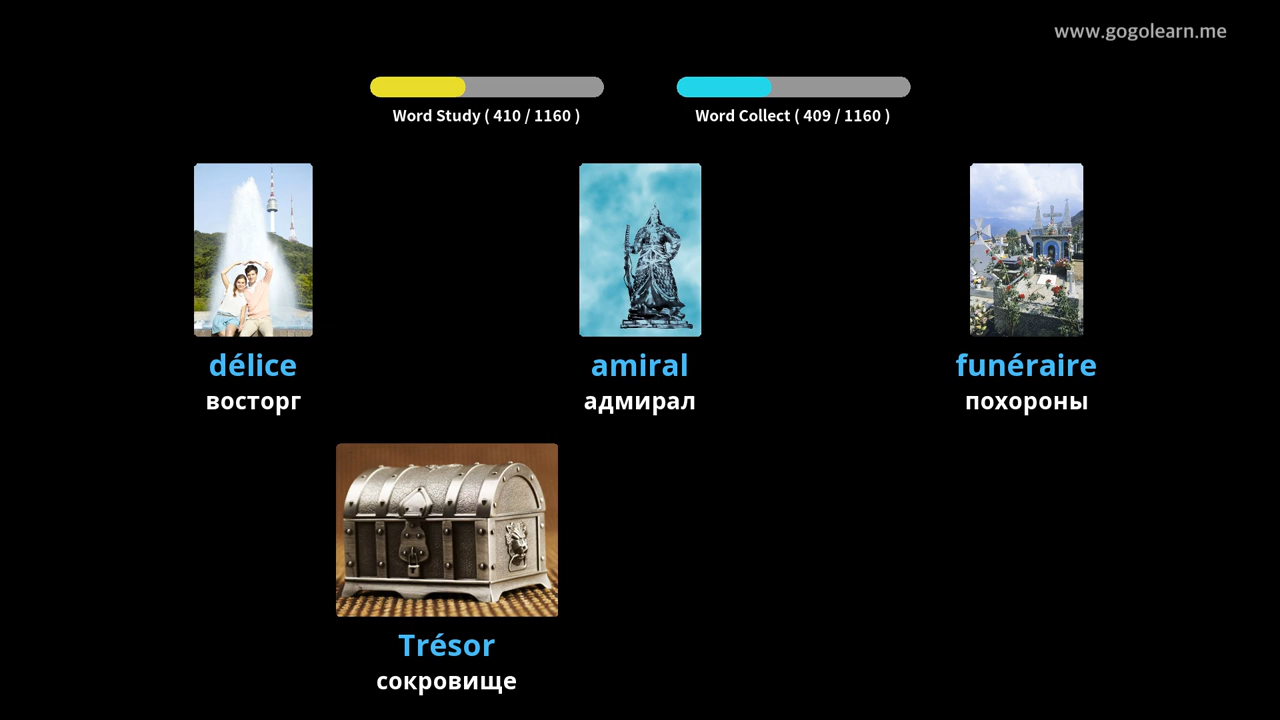 www.gogolearn.me
Word Study ( 410 / 1160 )
Word Collect ( 409 / 1160 )
délice
восторг
amiral
адмирал
funéraire
похороны
Trésor
сокровище